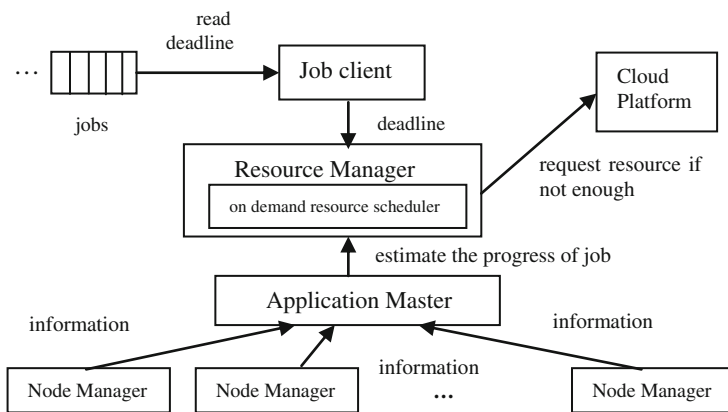 read
deadline
...
jobs
Job client
Cloud
Platform
deadline
Resource Manager
on demand resource scheduler
request resource if
not enough
estimate the progress of job
Application Master
information
information
information
...
Node Manager
Node Manager
Node Manager